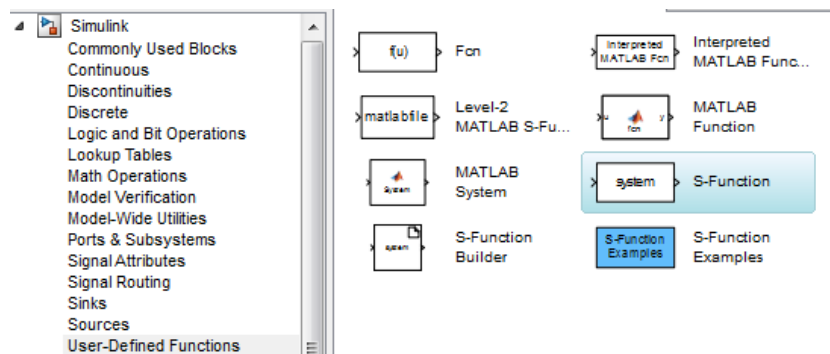 Simulink
Commonly Used Blocks
Continuous
Discontinuities
Discrete
Logic and Bit Operations
Lookup Tables
Math Operations
Model Verification
Model-Wide Utilities
Ports & Subsystems
Signal Attributes
Signal Routing
Sinks
Sources
User-Defined Functions
f(u)
Fcn
Interpreted
MATLAB Fcn
Interpreted
MATLAB Func...
matlabfile
Level-2
MATLAB S-Fu...
u
y
fcn
MATLAB
Function
System
MATLAB
System
system
S-Function
system
S-Function
Builder
S-Function
Examples
S-Function
Examples